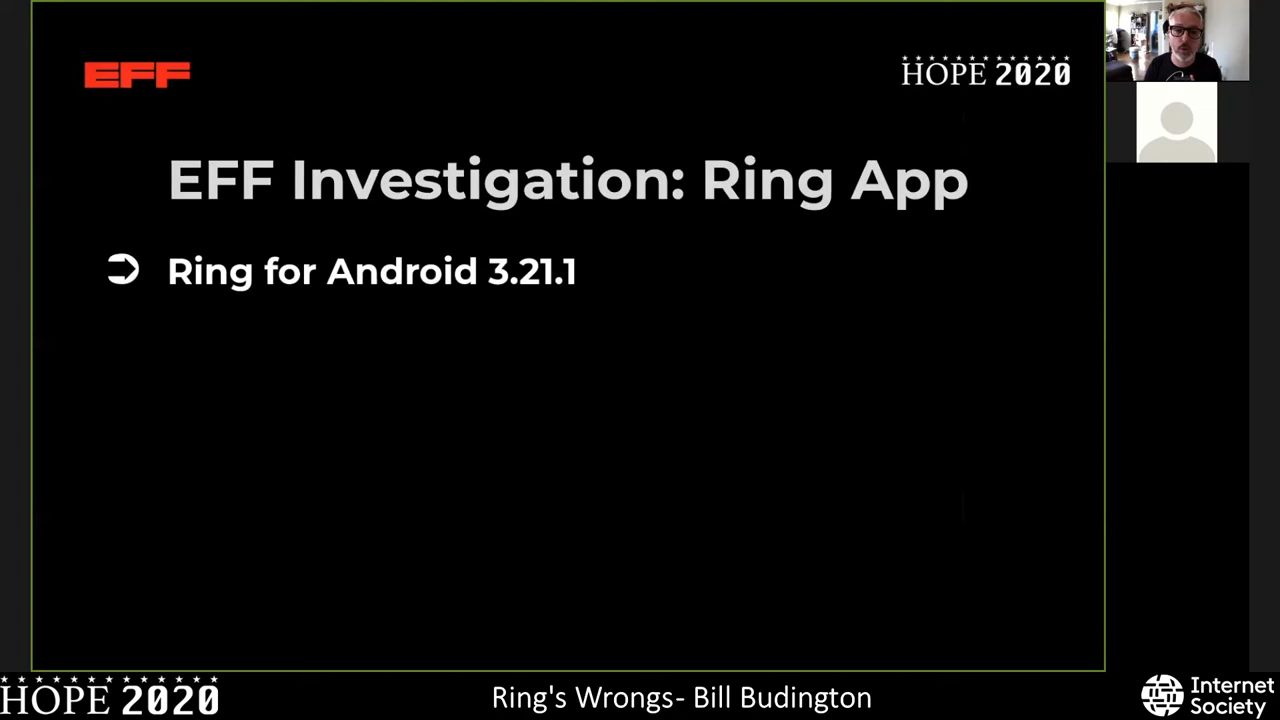 EFF
HOPE 2020
EFF Investigation: Ring App
➲ Ring for Android 3.21.1
HOPE 2020
Ring's Wrongs- Bill Budington
Internet
Society